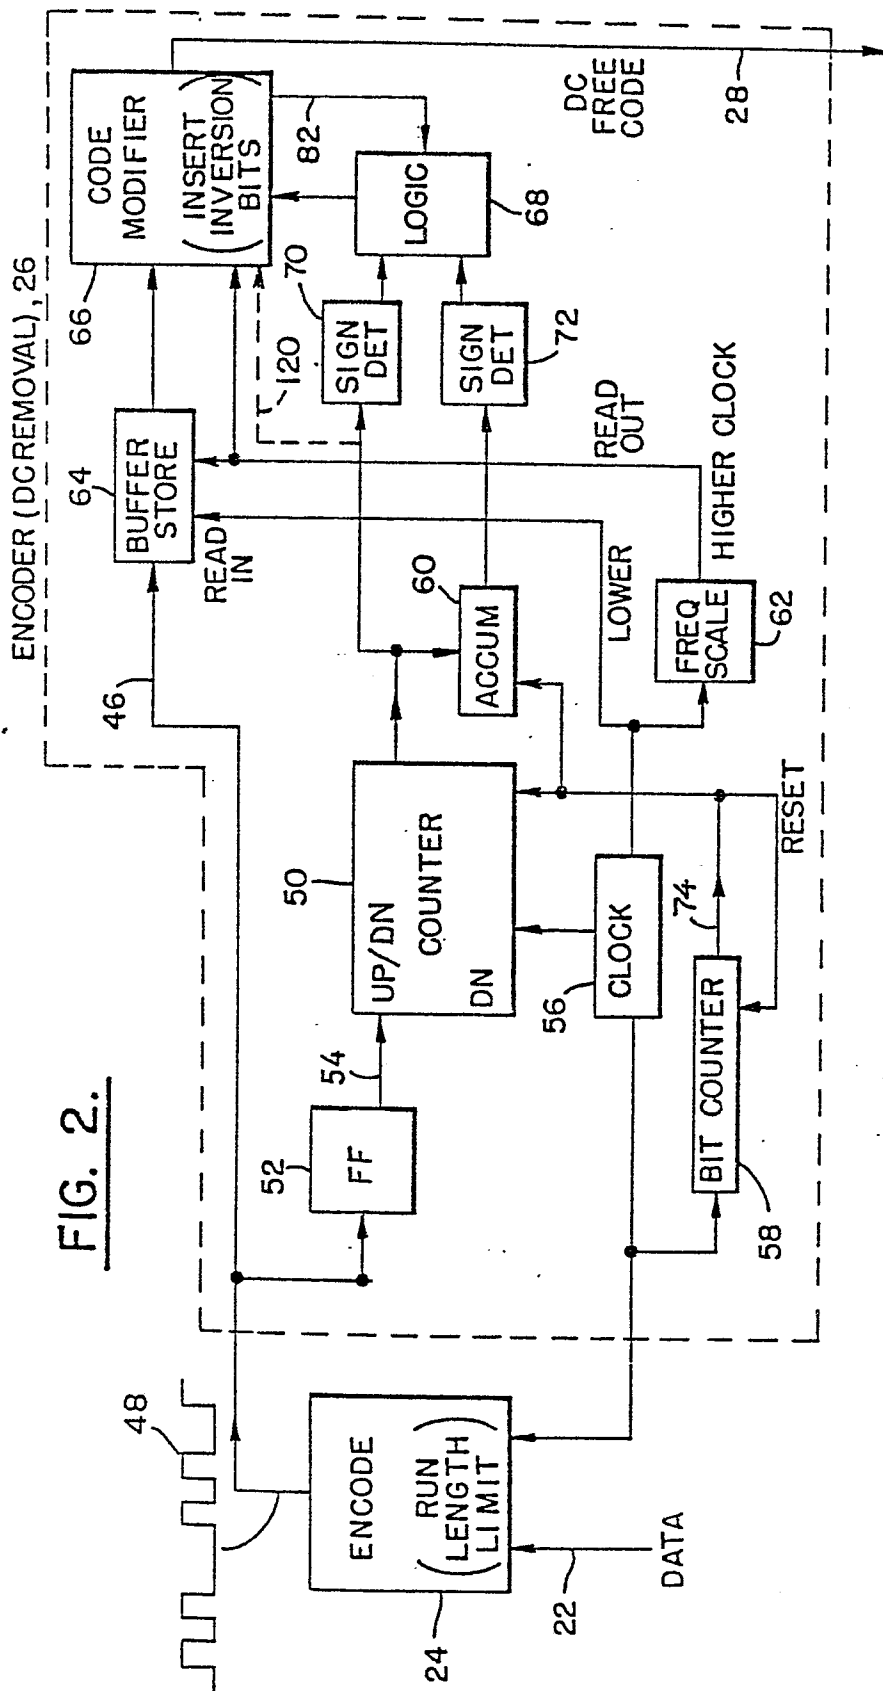 FIG. 2.
ENCODER (DC REMOVAL), 26
48
46
64
BUFFER
STORE
READ
IN
66
CODE
MODIFIER
(INSERT
INVERSION
BITS)
82
LOGIC
68
70
SIGN
DET
120
SIGN
DET
72
52
FF
54
50
UP/DN
COUNTER
DN
60
ACCUM
READ
OUT
DC
FREE
CODE
28
24
ENCODE
(RUN
LENGTH
LIMIT)
22
DATA
56
CLOCK
LOWER
HIGHER CLOCK
FREQ
SCALE
62
BIT COUNTER
58
74
RESET